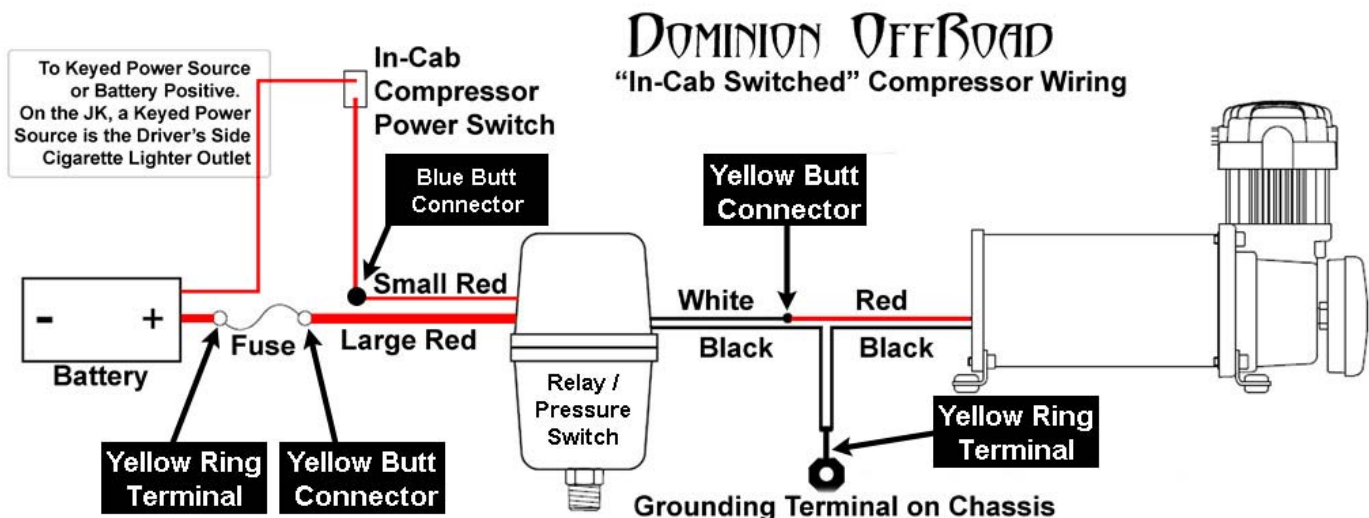 DOMINION OFFROAD
“In-Cab Switched” Compressor Wiring
To Keyed Power Source
or Battery Positive.
On the JK, a Keyed Power
Source is the Driver’s Side
Cigarette Lighter Outlet
In-Cab
Compressor
Power Switch
Blue Butt
Connector
Yellow Butt
Connector
Small Red
White
Red
- +
Fuse
Large Red
Black
Black
Battery
Relay /
Pressure
Switch
Yellow Ring
Terminal
Yellow Butt
Connector
Yellow Ring
Terminal
Grounding Terminal on Chassis